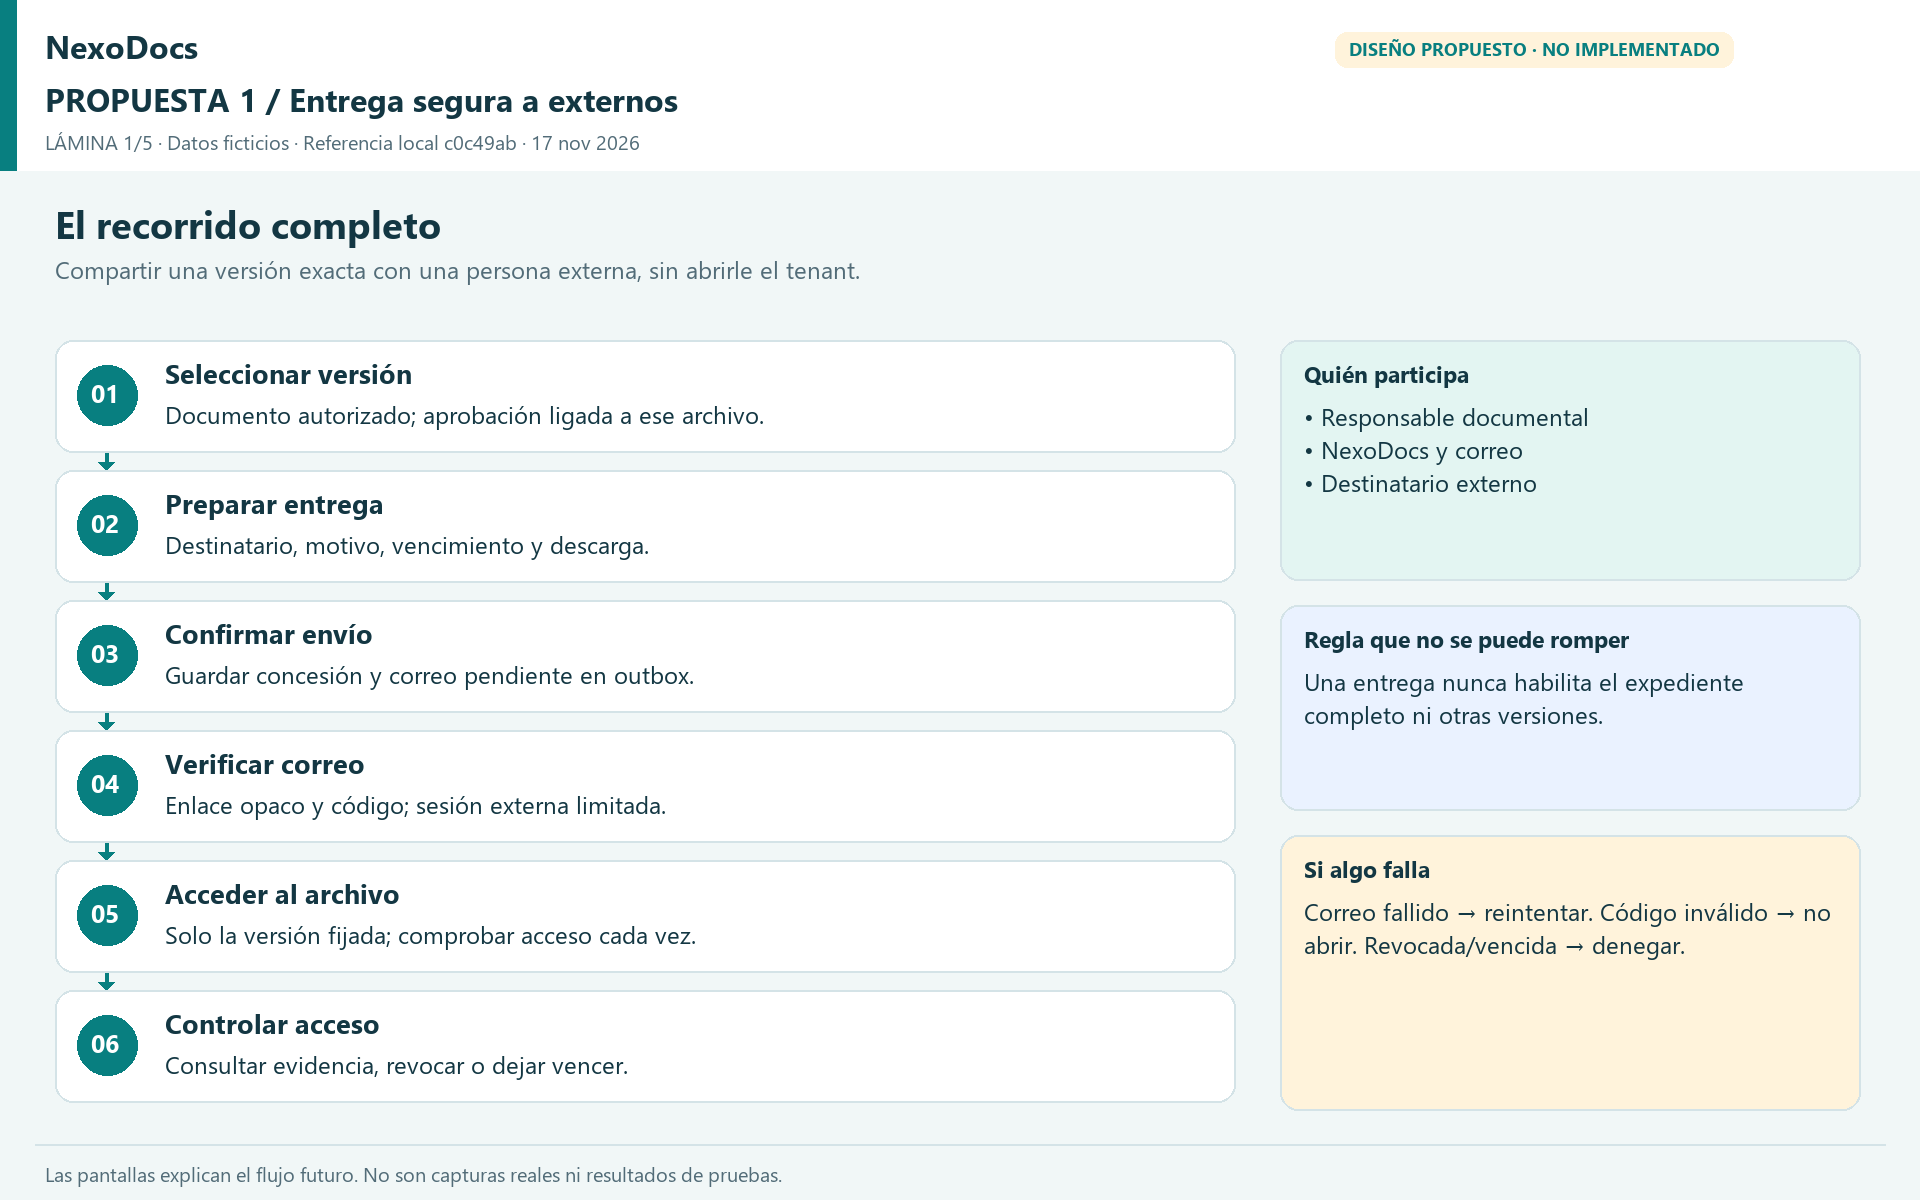 NexoDocs
DISEÑO PROPUESTO · NO IMPLEMENTADO
PROPUESTA 1 / Entrega segura a externos
LÁMINA 1/5 · Datos ficticios · Referencia local c0c49ab · 17 nov 2026
El recorrido completo
Compartir una versión exacta con una persona externa, sin abrirle el tenant.
01
Seleccionar versión
Documento autorizado; aprobación ligada a ese archivo.
02
Preparar entrega
Destinatario, motivo, vencimiento y descarga.
03
Confirmar envío
Guardar concesión y correo pendiente en outbox.
04
Verificar correo
Enlace opaco y código; sesión externa limitada.
05
Acceder al archivo
Solo la versión fijada; comprobar acceso cada vez.
06
Controlar acceso
Consultar evidencia, revocar o dejar vencer.
Quién participa
• Responsable documental
• NexoDocs y correo
• Destinatario externo
Regla que no se puede romper
Una entrega nunca habilita el expediente
completo ni otras versiones.
Si algo falla
Correo fallido → reintentar. Código inválido → no
abrir. Revocada/vencida → denegar.
Las pantallas explican el flujo futuro. No son capturas reales ni resultados de pruebas.